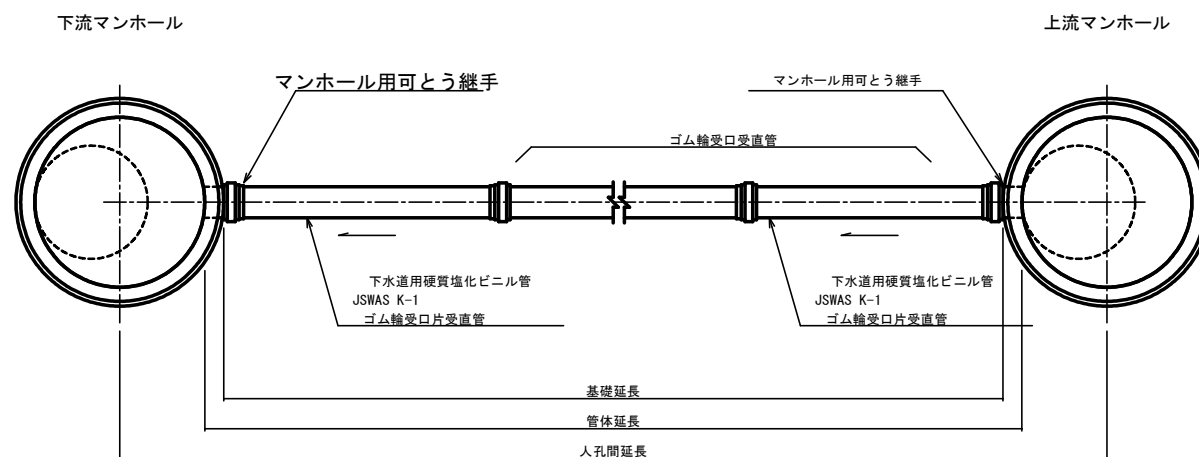 下流マンホール
上流マンホール
マンホール用可とう継手
マンホール用可とう継手
ゴム輪受口受直管
下水道用硬質塩化ビニル管
JSWAS K-1
ゴム輪受口片受直管
下水道用硬質塩化ビニル管
JSWAS K-1
ゴム輪受口片受直管
基礎延長
管体延長
人孔間延長